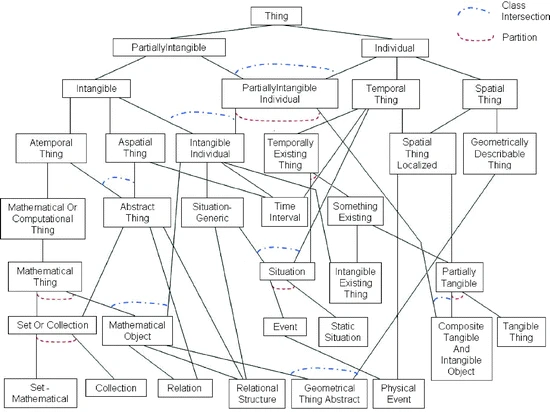 Thing
Class
Intersection
Partition
PartiallyIntangible
Individual
Intangible
PartiallyIntangible
Individual
Temporal
Thing
Spatial
Thing
Atemporal
Thing
Aspatial
Thing
Intangible
Individual
Temporally
Existing
Thing
Spatial
Thing
Localized
Geometrically
Describable
Thing
Mathematical Or
Computational
Thing
Abstract
Thing
Situation-
Generic
Time
Interval
Something
Existing
Mathematical
Thing
Situation
Intangible
Existing
Thing
Partially
Tangible
Set Or Collection
Mathematical
Object
Event
Static
Situation
Composite
Tangible
And
Intangible
Object
Tangible
Thing
Set -
Mathematical
Collection
Relation
Relational
Structure
Geometrical
Thing Abstract
Physical
Event